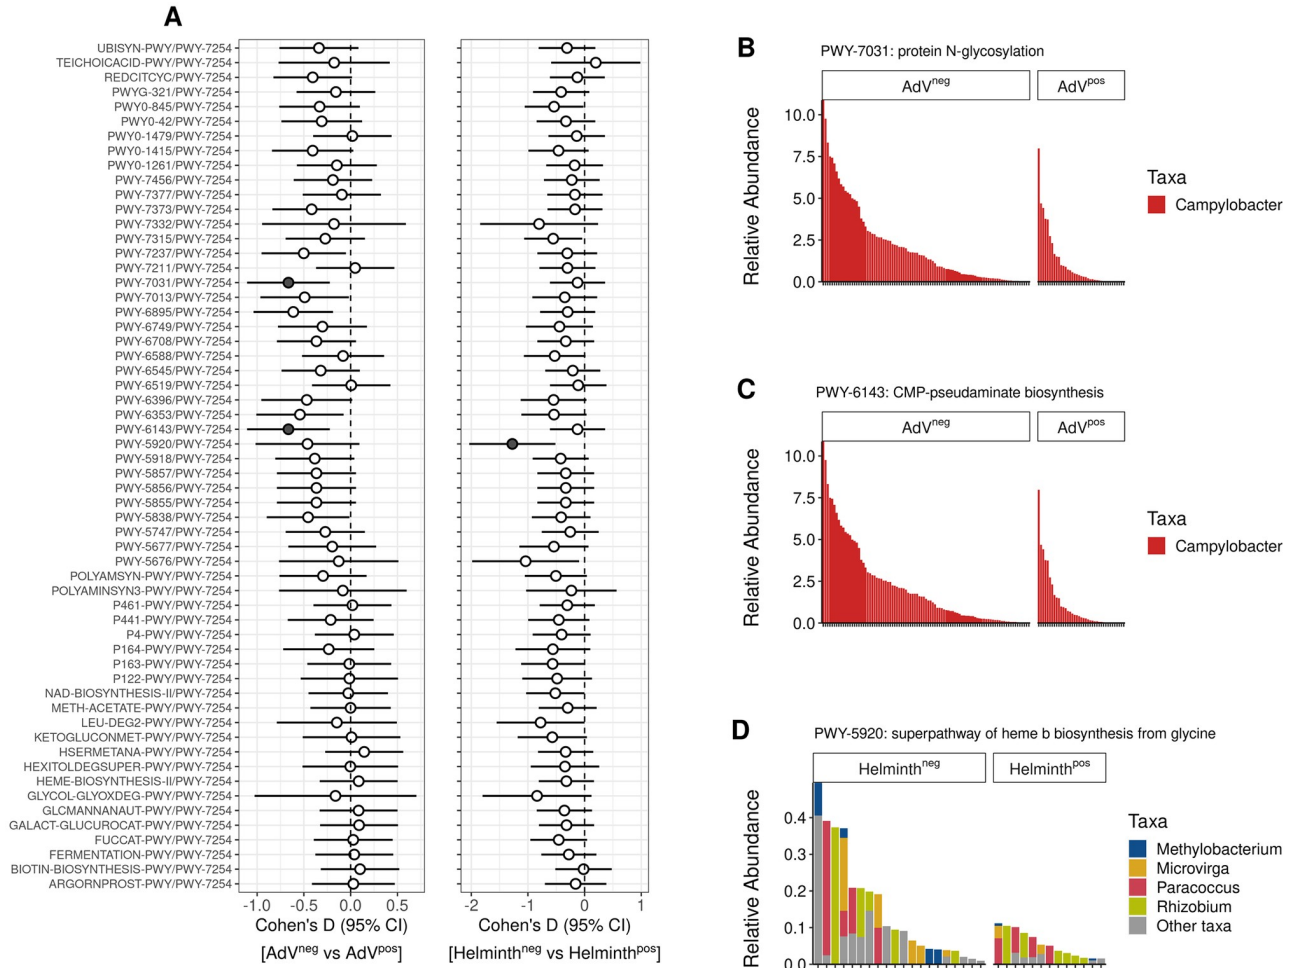 A
UBISYN-PWY/PWY-7254
TEICHOICACID-PWY/PWY-7254
REDCITCYC/PWY-7254
PWYG-321/PWY-7254
PWY0-845/PWY-7254
PWY0-42/PWY-7254
PWY0-1479/PWY-7254
PWY0-1415/PWY-7254
PWY0-1261/PWY-7254
PWY-7456/PWY-7254
PWY-7377/PWY-7254
PWY-7373/PWY-7254
PWY-7332/PWY-7254
PWY-7315/PWY-7254
PWY-7237/PWY-7254
PWY-7211/PWY-7254
PWY-7031/PWY-7254
PWY-7013/PWY-7254
PWY-6895/PWY-7254
PWY-6749/PWY-7254
PWY-6708/PWY-7254
PWY-6588/PWY-7254
PWY-6545/PWY-7254
PWY-6519/PWY-7254
PWY-6396/PWY-7254
PWY-6353/PWY-7254
PWY-6143/PWY-7254
PWY-5920/PWY-7254
PWY-5918/PWY-7254
PWY-5857/PWY-7254
PWY-5856/PWY-7254
PWY-5855/PWY-7254
PWY-5838/PWY-7254
PWY-5747/PWY-7254
PWY-5677/PWY-7254
PWY-5676/PWY-7254
POLYAMSYN-PWY/PWY-7254
POLYAMINSYN3-PWY/PWY-7254
P461-PWY/PWY-7254
P441-PWY/PWY-7254
P4-PWY/PWY-7254
P164-PWY/PWY-7254
P163-PWY/PWY-7254
P122-PWY/PWY-7254
NAD-BIOSYNTHESIS-II/PWY-7254
METH-ACETATE-PWY/PWY-7254
LEU-DEG2-PWY/PWY-7254
KETOGLUCONMET-PWY/PWY-7254
HSERMETANA-PWY/PWY-7254
HEXITOLDEGSUPER-PWY/PWY-7254
HEME-BIOSYNTHESIS-II/PWY-7254
GLYCOL-GLYOXDEG-PWY/PWY-7254
GLCMANNANAUT-PWY/PWY-7254
GALACT-GLUCUROCAT-PWY/PWY-7254
FUCCAT-PWY/PWY-7254
FERMENTATION-PWY/PWY-7254
BIOTIN-BIOSYNTHESIS-PWY/PWY-7254
ARGORNPROST-PWY/PWY-7254
-1.0 -0.5 0.0 0.5
Cohen's D (95% CI)
[AdVneg vs AdVpos]
-2 -1 0 1
Cohen's D (95% CI)
[Helminthneg vs Helminthpos]
B
PWY-7031: protein N-glycosylation
AdVneg AdVpos
Relative Abundance
10.0
7.5
5.0
2.5
0.0
Taxa
Campylobacter
C
PWY-6143: CMP-pseudaminate biosynthesis
AdVneg AdVpos
Relative Abundance
10.0
7.5
5.0
2.5
0.0
Taxa
Campylobacter
D
PWY-5920: superpathway of heme b biosynthesis from glycine
Helminthneg Helminthpos
Relative Abundance
0.4
0.3
0.2
0.1
0.0
Taxa
Methylobacterium
Microvirga
Paracoccus
Rhizobium
Other taxa